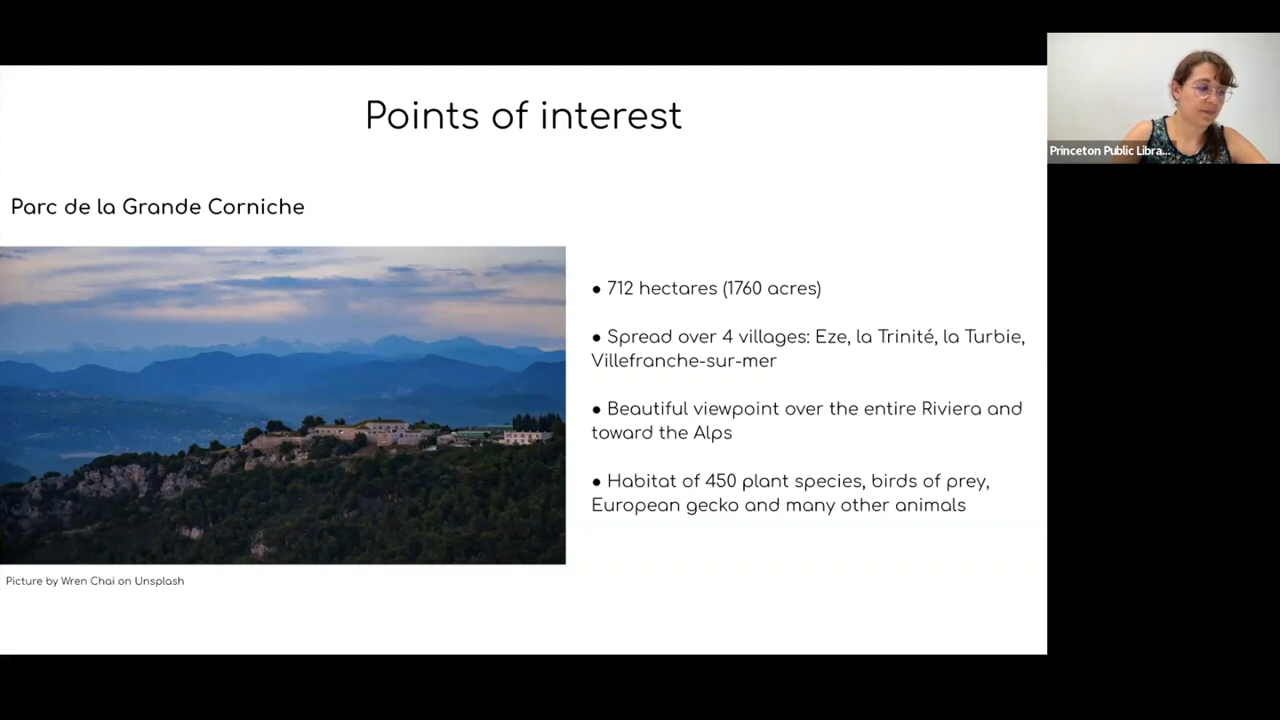 Points of interest
Parc de la Grande Corniche
● 712 hectares (1760 acres)
● Spread over 4 villages: Eze, la Trinité, la Turbie,
Villefranche-sur-mer
● Beautiful viewpoint over the entire Riviera and
toward the Alps
● Habitat of 450 plant species, birds of prey,
European gecko and many other animals
Picture by Wren Chai on Unsplash
Princeton Public Libra...